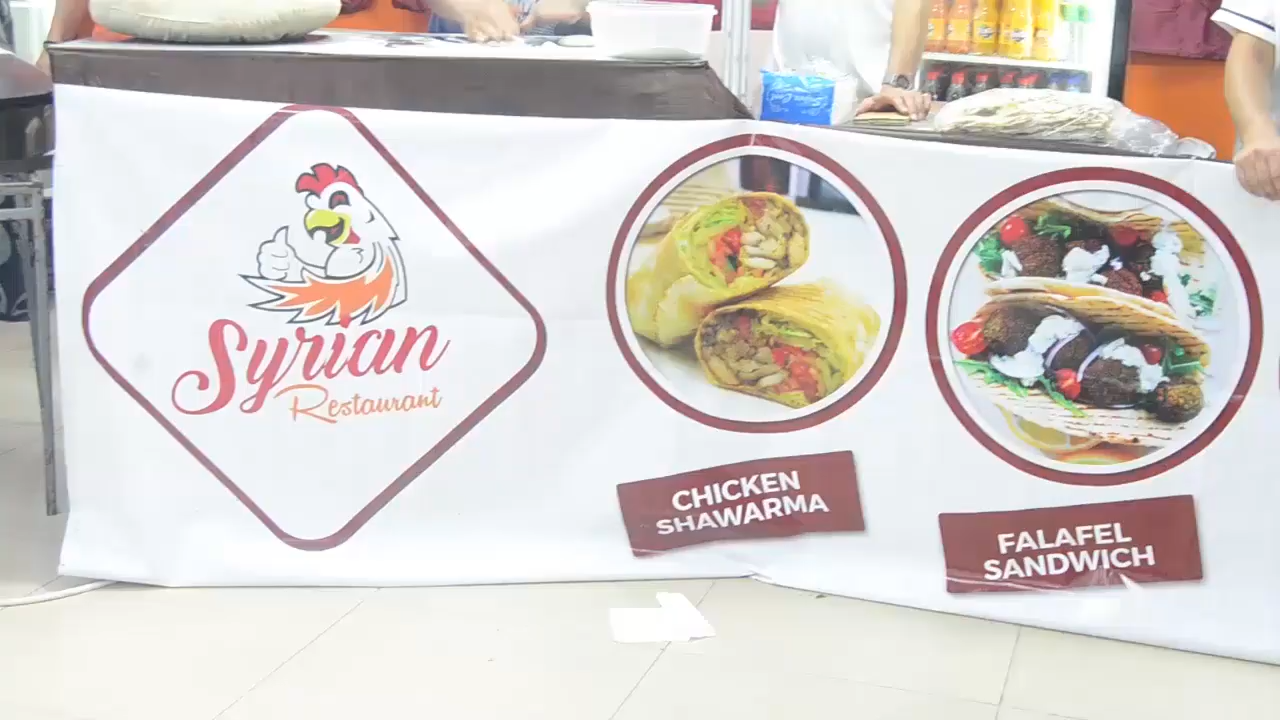 Syrian
Restaurant
CHICKEN
SHAWARMA
FALAFEL
SANDWICH